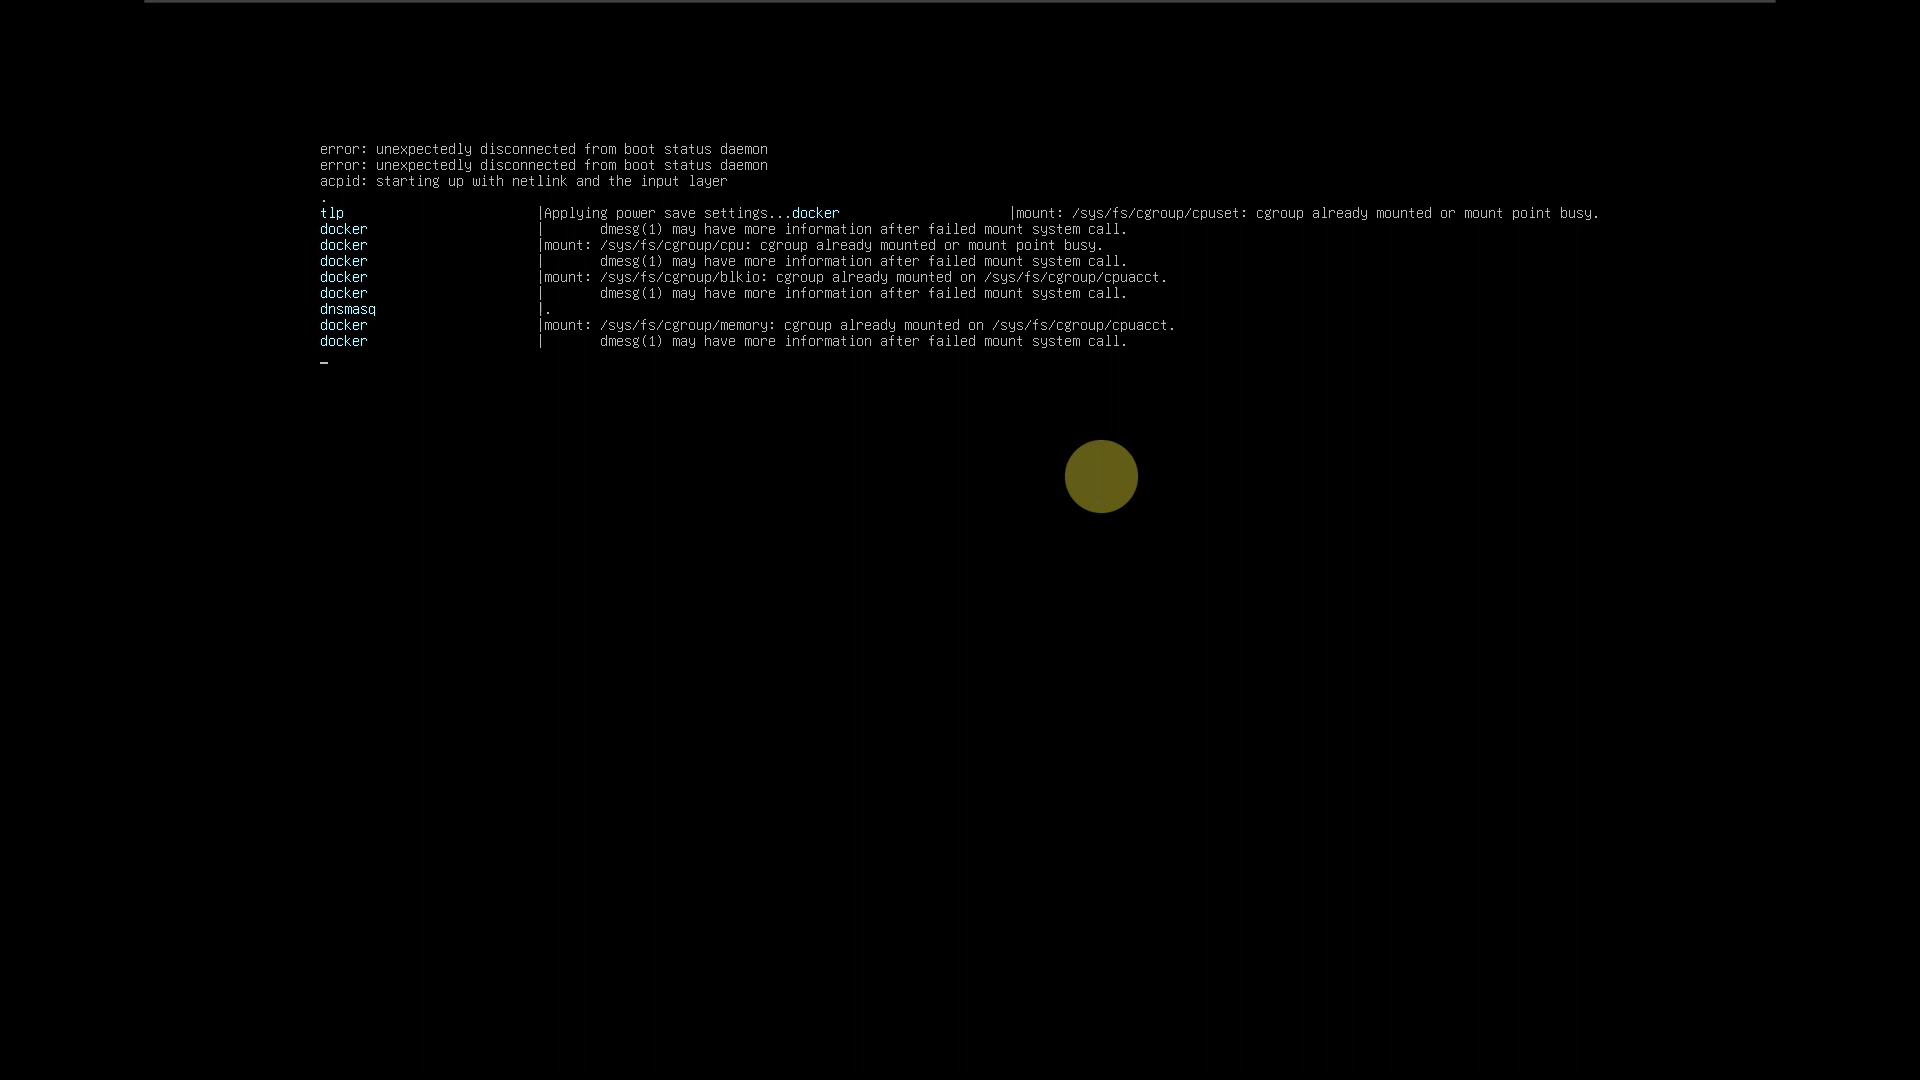 error: unexpectedly disconnected from boot status daemon
error: unexpectedly disconnected from boot status daemon
acpid: starting up with netlink and the input layer
.
tlp                        |Applying power save settings...docker                     |mount: /sys/fs/cgroup/cpuset: cgroup already mounted or mount point busy.
docker                     |       dmesg(1) may have more information after failed mount system call.
docker                     |mount: /sys/fs/cgroup/cpu: cgroup already mounted or mount point busy.
docker                     |       dmesg(1) may have more information after failed mount system call.
docker                     |mount: /sys/fs/cgroup/blkio: cgroup already mounted on /sys/fs/cgroup/cpuacct.
docker                     |       dmesg(1) may have more information after failed mount system call.
dnsmasq                    |.
docker                     |mount: /sys/fs/cgroup/memory: cgroup already mounted on /sys/fs/cgroup/cpuacct.
docker                     |       dmesg(1) may have more information after failed mount system call.
_